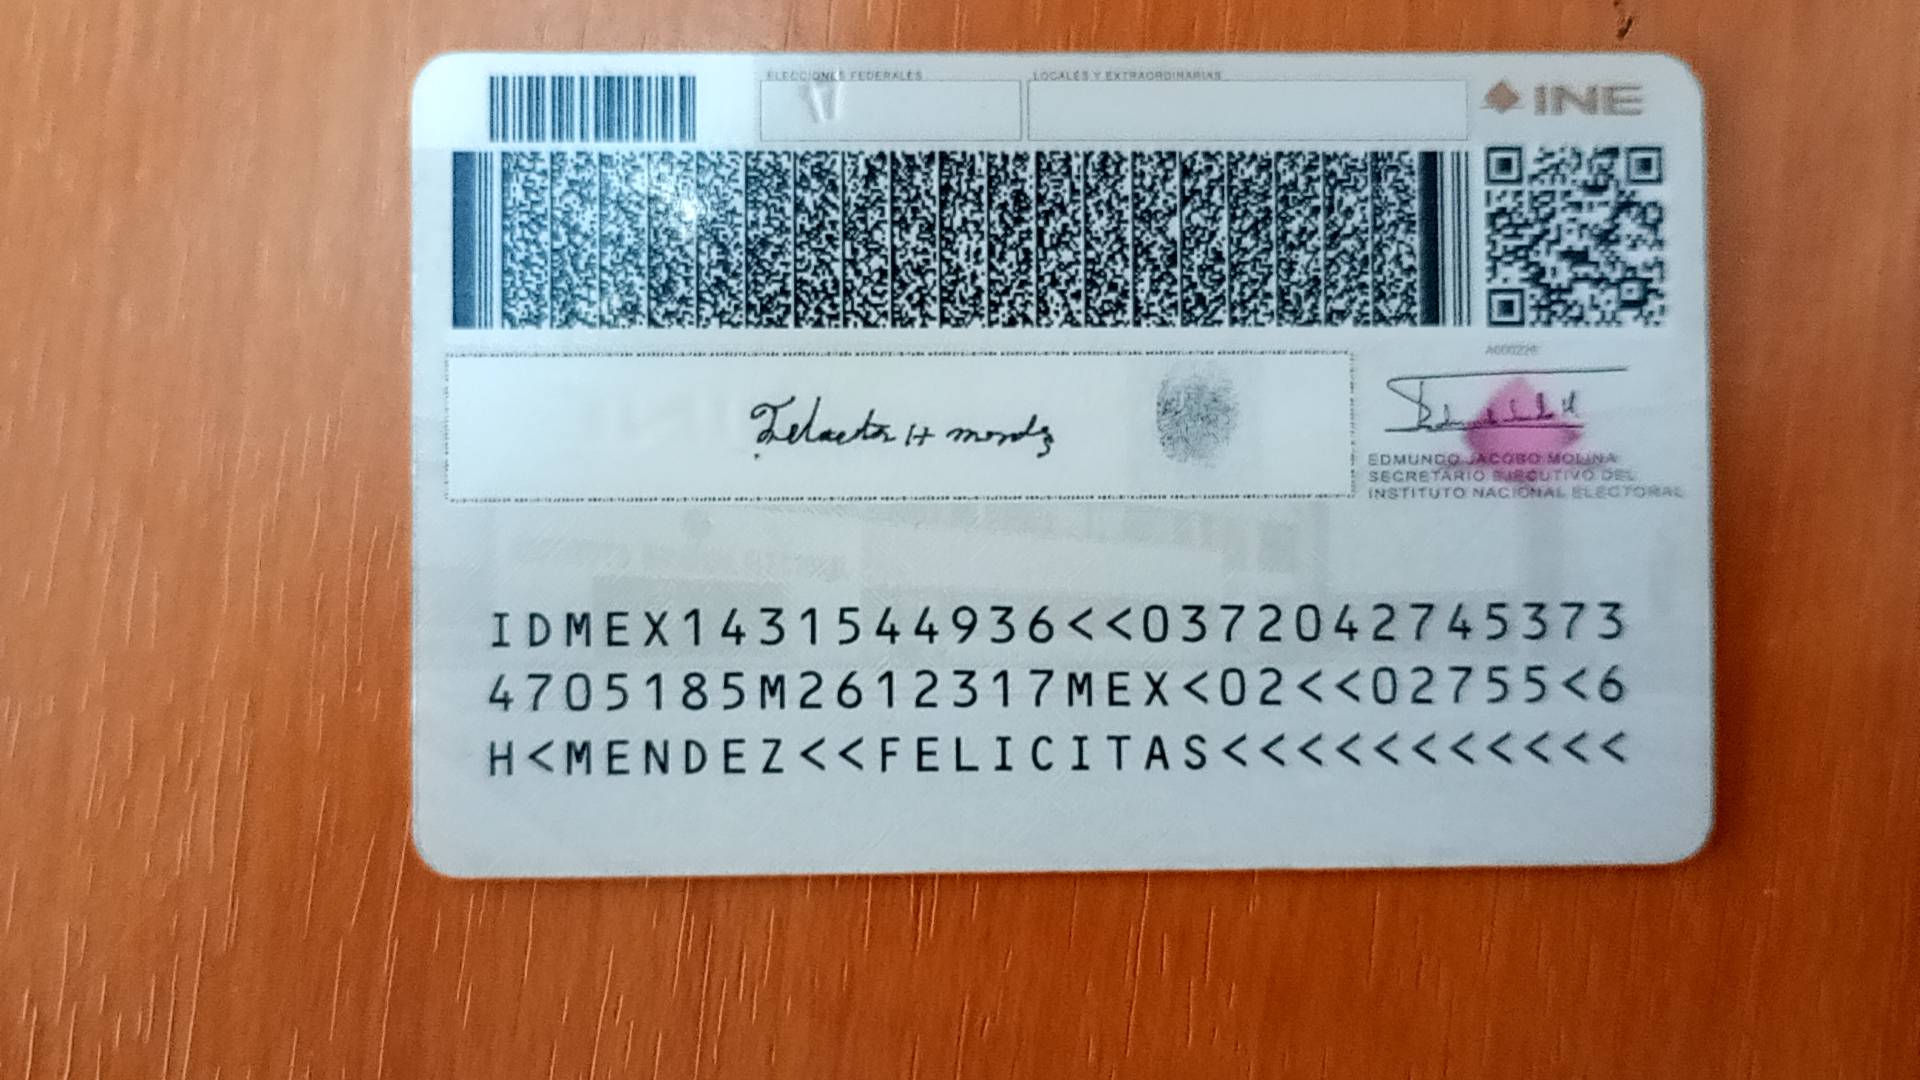 ELECCIONES FEDERALES
LOCALES Y EXTRAORDINARIAS
INE
H Mendez
EDMUNDO JACOBO MOLINA
SECRETARIO EJECUTIVO DEL
INSTITUTO NACIONAL ELECTORAL
IDMEX1431544936<<0372042745373
4705185M2612317MEX<02<<02755<6
H<MENDEZ<<FELICITAS<<<<<<<<<<<